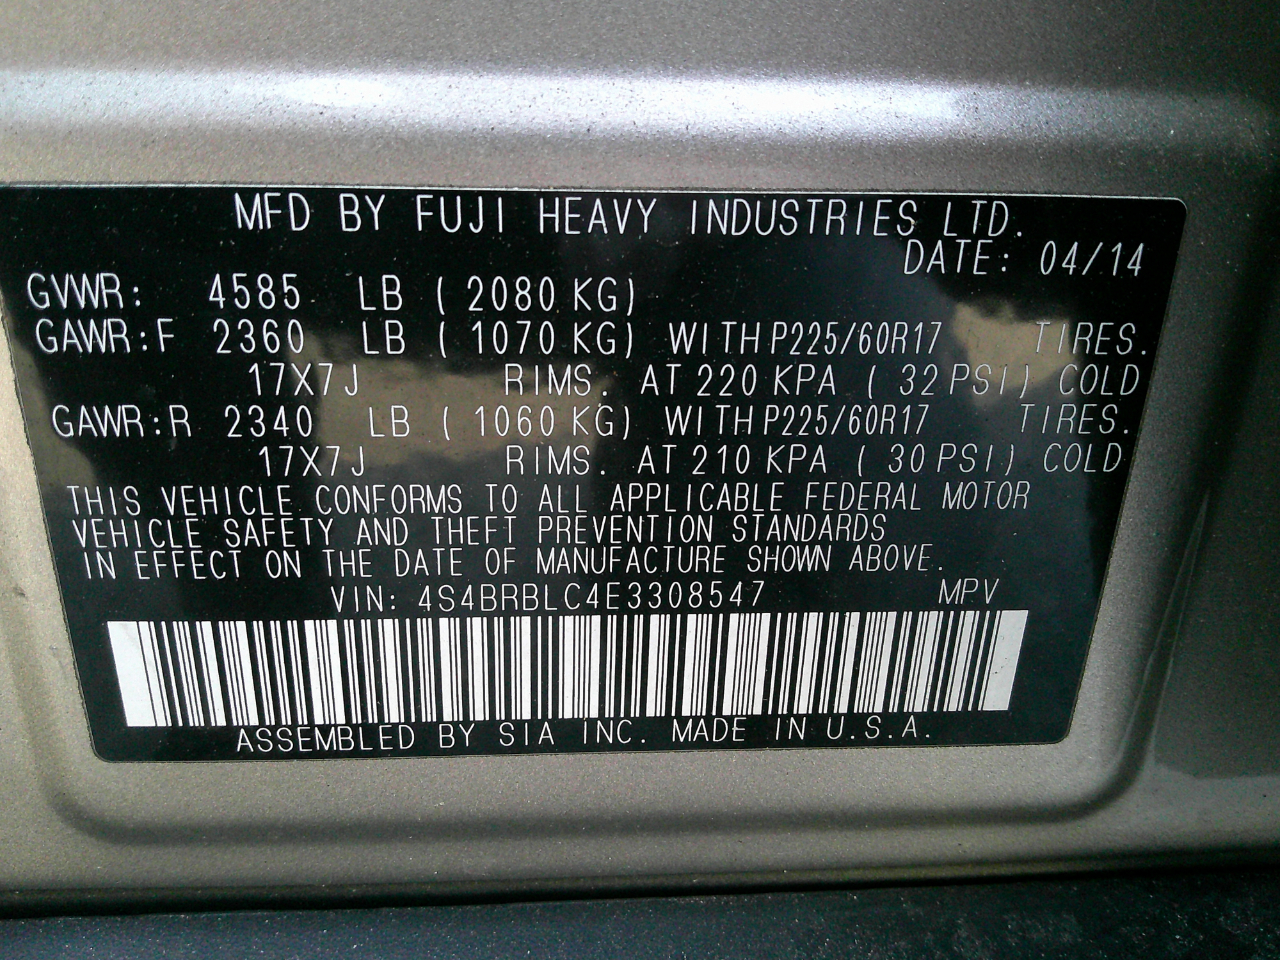 MFD BY FUJI HEAVY INDUSTRIES LTD.
DATE: 04/14
GVWR: 4585 LB (2080 KG)
GAWR:F 2360 LB (1070 KG) WITH P225/60R17 TIRES.
17X7J RIMS. AT 220 KPA (32 PSI) COLD
GAWR:R 2340 LB (1060 KG) WITH P225/60R17 TIRES.
17X7J RIMS. AT 210 KPA (30 PSI) COLD
THIS VEHICLE CONFORMS TO ALL APPLICABLE FEDERAL MOTOR
VEHICLE SAFETY AND THEFT PREVENTION STANDARDS
IN EFFECT ON THE DATE OF MANUFACTURE SHOWN ABOVE.
VIN: 4S4BRBLC4E3308547 MPV
ASSEMBLED BY SIA INC. MADE IN U.S.A.